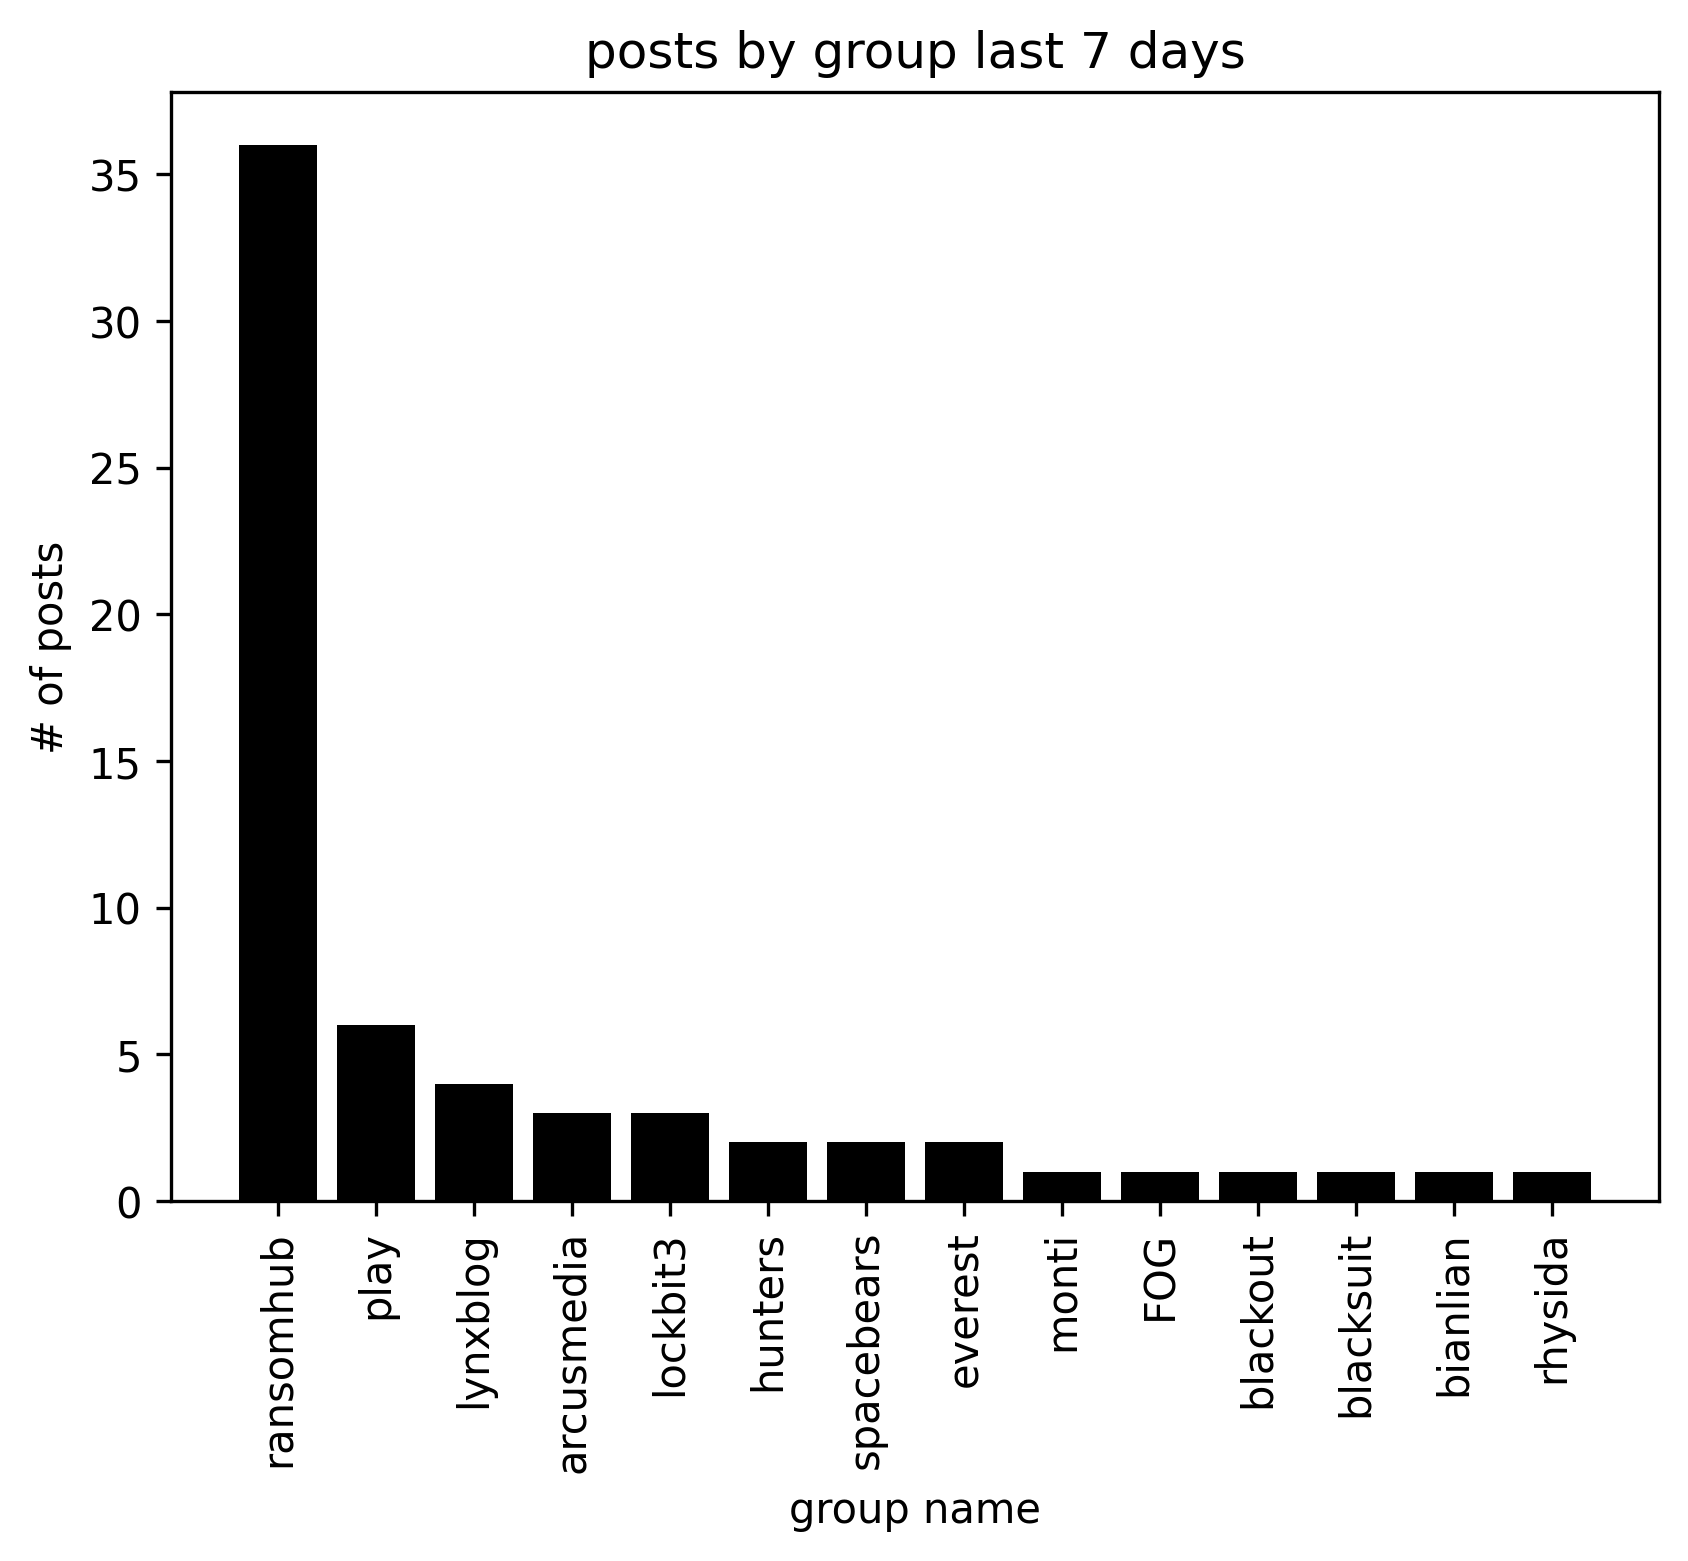 posts by group last 7 days
# of posts
35
30
25
20
15
10
5
0
ransomhub
play
lynxblog
arcusmedia
lockbit3
hunters
spacebears
everest
monti
FOG
blackout
blacksuit
bianlian
rhysida
group name